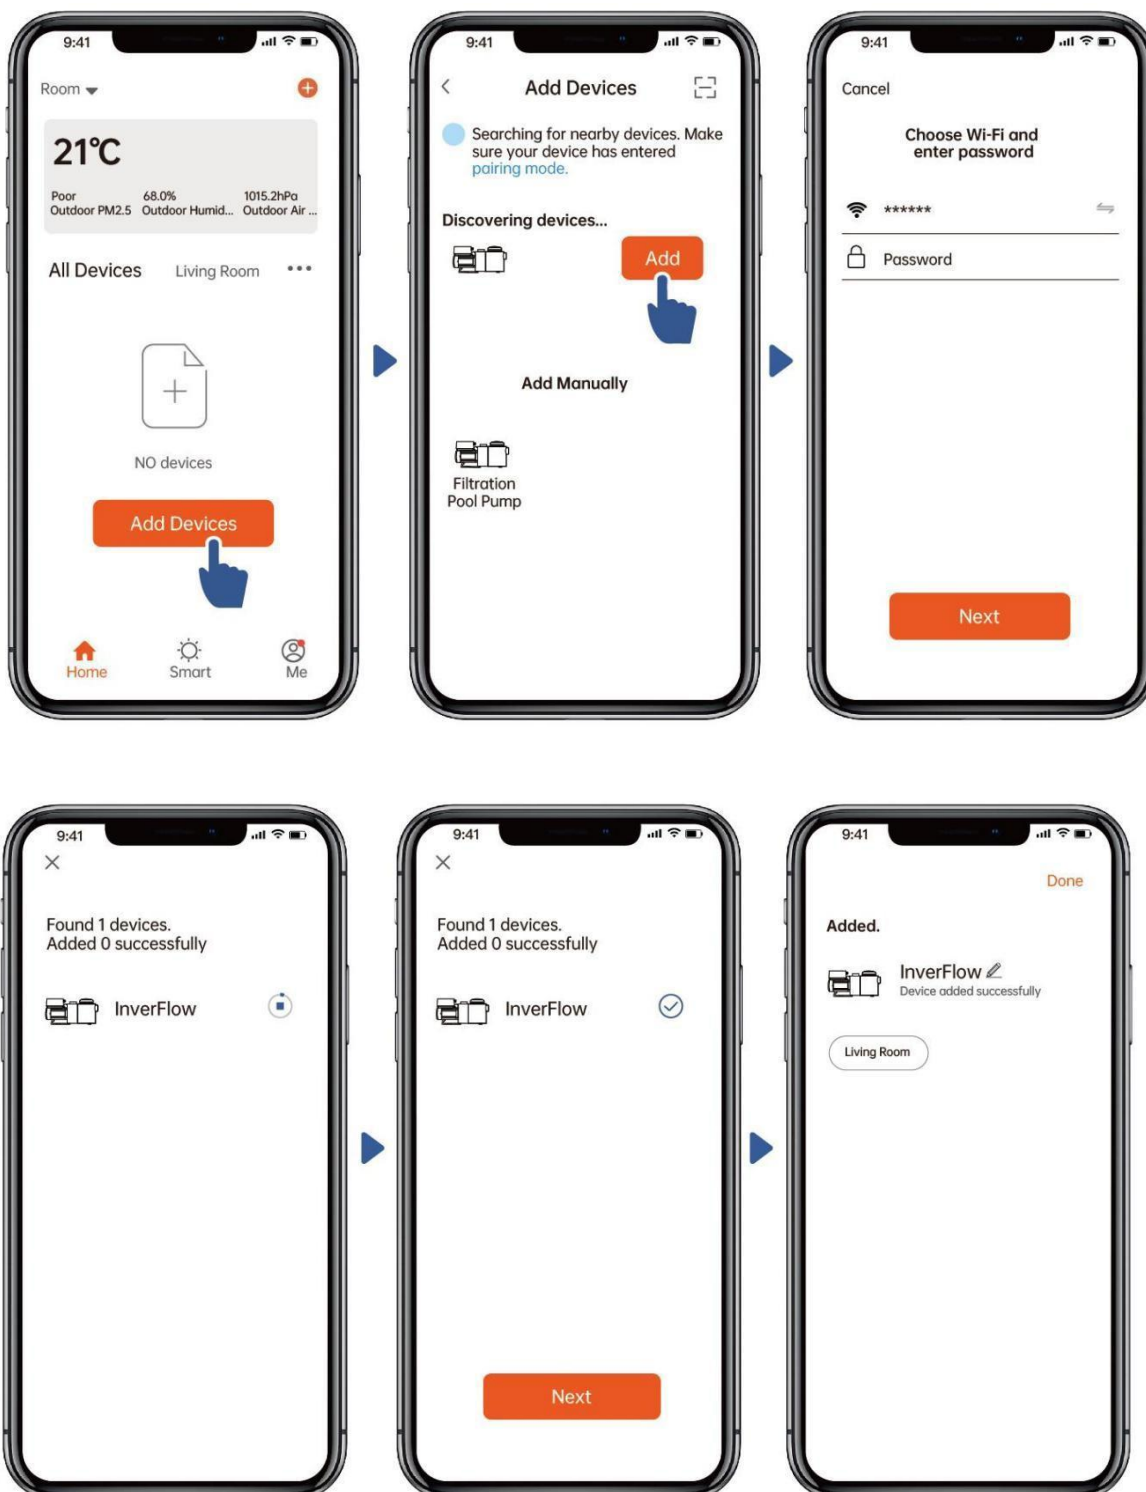 9:41
Room
21℃
Poor 68.0% 1015.2hPa
Outdoor PM2.5 Outdoor Humid... Outdoor Air ...
All Devices Living Room
NO devices
Add Devices
Home Smart Me
9:41
Add Devices
Searching for nearby devices. Make
sure your device has entered
pairing mode.
Discovering devices...
Add
Add Manually
Filtration
Pool Pump
9:41
Cancel
Choose Wi-Fi and
enter password
******
Password
Next
9:41
Found 1 devices.
Added 0 successfully
InverFlow
9:41
Found 1 devices.
Added 0 successfully
InverFlow
Next
9:41
Done
Added.
InverFlow
Device added successfully
Living Room